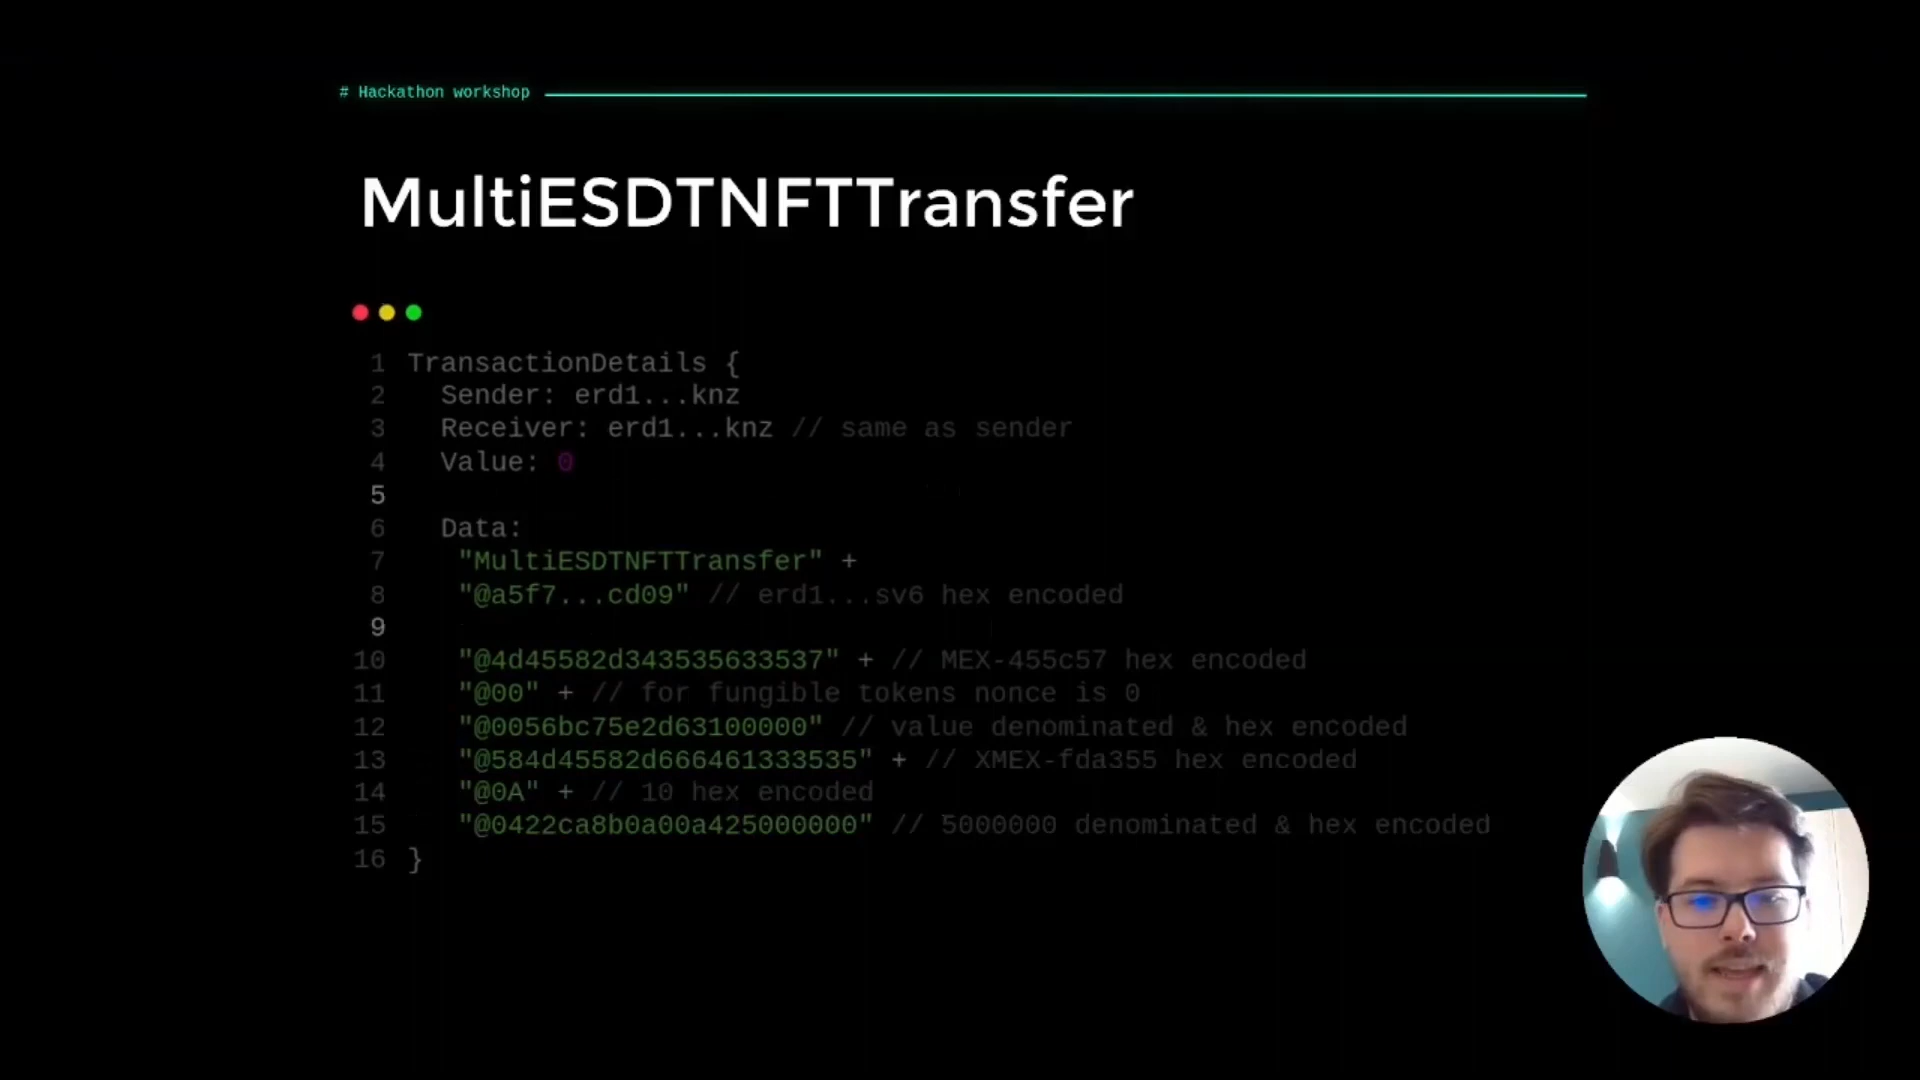 # Hackathon workshop
MultiESDTNFTTransfer
1 TransactionDetails {
2 Sender: erd1...knz
3 Receiver: erd1...knz // same as sender
4 Value: 0
5
6 Data:
7 "MultiESDTNFTTransfer" +
8 "@a5f7...cd09" // erd1...sv6 hex encoded
9
10 "@4d45582d343535633537" + // MEX-455c57 hex encoded
11 "@00" + // for fungible tokens nonce is 0
12 "@0056bc75e2d63100000" // value denominated & hex encoded
13 "@584d45582d666461333535" + // XMEX-fda355 hex encoded
14 "@0A" + // 10 hex encoded
15 "@0422ca8b0a00a425000000" // 5000000 denominated & hex encoded
16 }